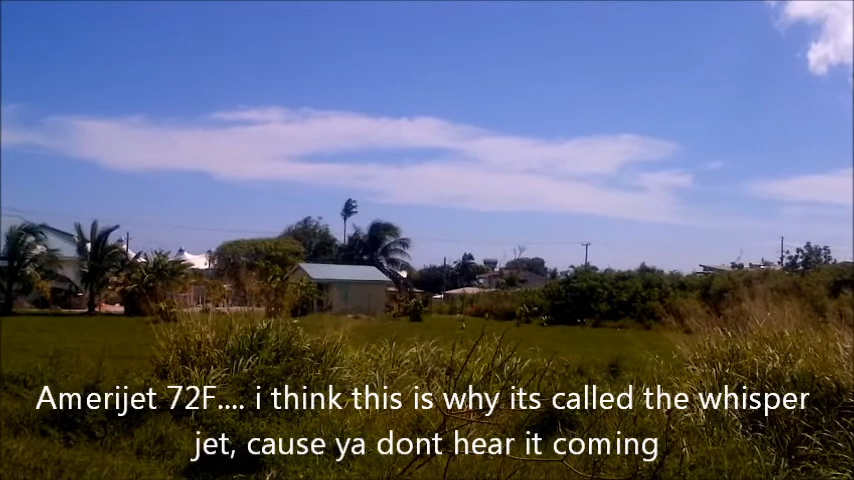 Amerijet 72F.... i think this is why its called the whisper
jet, cause ya dont hear it coming